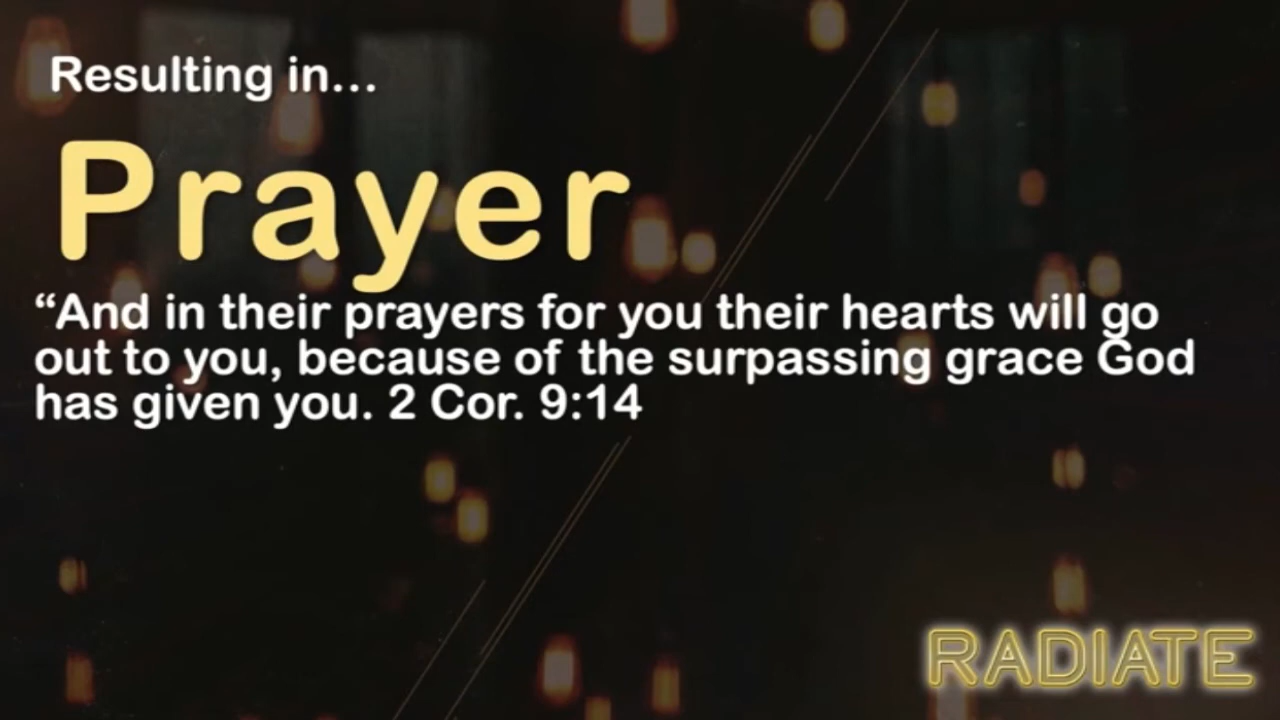 Resulting in...
Prayer
“And in their prayers for you their hearts will go
out to you, because of the surpassing grace God
has given you. 2 Cor. 9:14
RADIATE